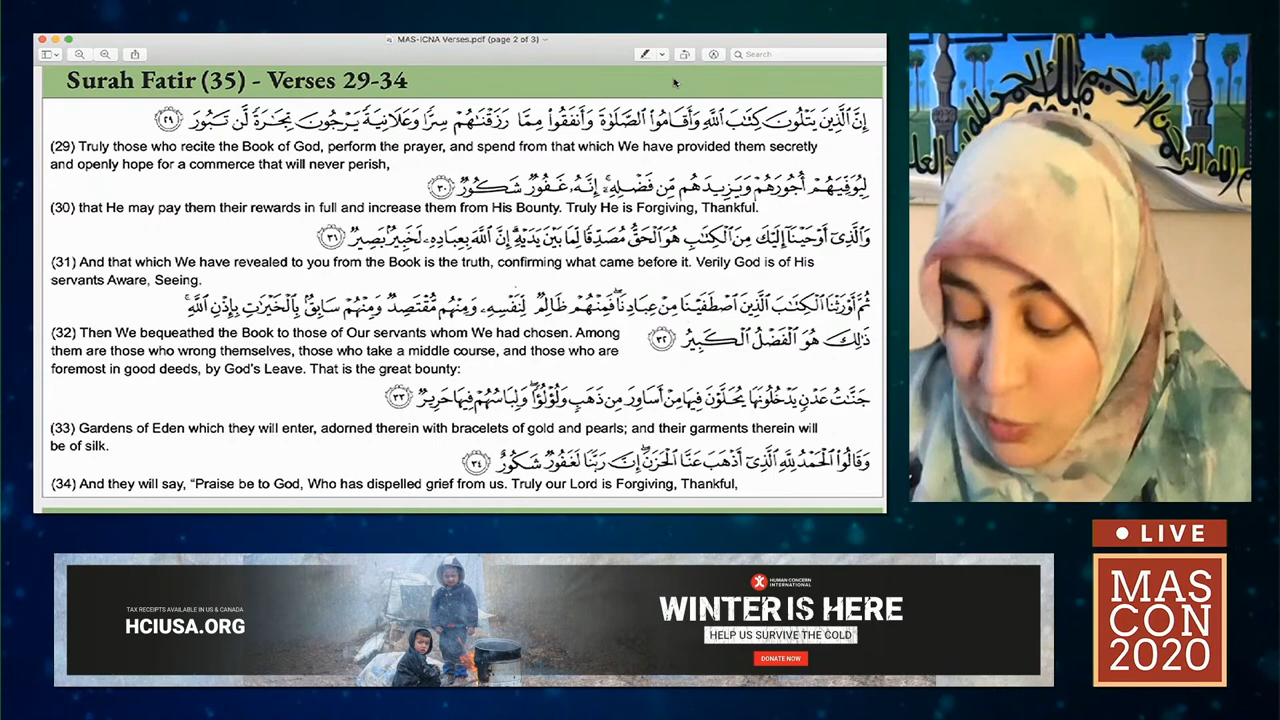 MAS-ICNA Verses.pdf (page 2 of 3)
Search
Surah Fatir (35) - Verses 29-34
إِنَّ ٱلَّذِينَ يَتْلُونَ كِتَٰبَ ٱللَّهِ وَأَقَامُوا۟ ٱلصَّلَوٰةَ وَأَنفَقُوا۟ مِمَّا رَزَقْنَٰهُمْ سِرًّا وَعَلَانِيَةً يَرْجُونَ تِجَٰرَةً لَّن تَبُورَ ٢٩
(29) Truly those who recite the Book of God, perform the prayer, and spend from that which We have provided them secretly
and openly hope for a commerce that will never perish,
لِيُوَفِّيَهُمْ أُجُورَهُمْ وَيَزِيدَهُم مِّن فَضْلِهِۦٓ إِنَّهُۥ غَفُورٌ شَكُورٌ ٣٠
(30) that He may pay them their rewards in full and increase them from His Bounty. Truly He is Forgiving, Thankful.
وَٱلَّذِىٓ أَوْحَيْنَآ إِلَيْكَ مِنَ ٱلْكِتَٰبِ هُوَ ٱلْحَقُّ مُصَدِّقًا لِّمَا بَيْنَ يَدَيْهِ إِنَّ ٱللَّهَ بِعِبَادِهِۦ لَخَبِيرٌۢ بَصِيرٌ ٣١
(31) And that which We have revealed to you from the Book is the truth, confirming what came before it. Verily God is of His
servants Aware, Seeing.
ثُمَّ أَوْرَثْنَا ٱلْكِتَٰبَ ٱلَّذِينَ ٱصْطَفَيْنَا مِنْ عِبَادِنَا فَمِنْهُمْ ظَالِمٌ لِّنَفْسِهِۦ وَمِنْهُم مُّقْتَصِدٌ وَمِنْهُمْ سَابِقٌۢ بِٱلْخَيْرَٰتِ بِإِذْنِ ٱللَّهِ
ذَٰلِكَ هُوَ ٱلْفَضْلُ ٱلْكَبِيرُ ٣٢
(32) Then We bequeathed the Book to those of Our servants whom We had chosen. Among
them are those who wrong themselves, those who take a middle course, and those who are
foremost in good deeds, by God's Leave. That is the great bounty:
جَنَّٰتُ عَدْنٍ يَدْخُلُونَهَا يُحَلَّوْنَ فِيهَا مِنْ أَسَاوِرَ مِن ذَهَبٍ وَلُؤْلُؤًا وَلِبَاسُهُمْ فِيهَا حَرِيرٌ ٣٣
(33) Gardens of Eden which they will enter, adorned therein with bracelets of gold and pearls; and their garments therein will
be of silk.
وَقَالُوا۟ ٱلْحَمْدُ لِلَّهِ ٱلَّذِىٓ أَذْهَبَ عَنَّا ٱلْحَزَنَ إِنَّ رَبَّنَا لَغَفُورٌ شَكُورٌ ٣٤
(34) And they will say, “Praise be to God, Who has dispelled grief from us. Truly our Lord is Forgiving, Thankful,
LIVE
MAS
CON
2020
TAX RECEIPTS AVAILABLE IN US & CANADA
HCIUSA.ORG
HUMAN CONCERN
INTERNATIONAL
WINTER IS HERE
HELP US SURVIVE THE COLD
DONATE NOW